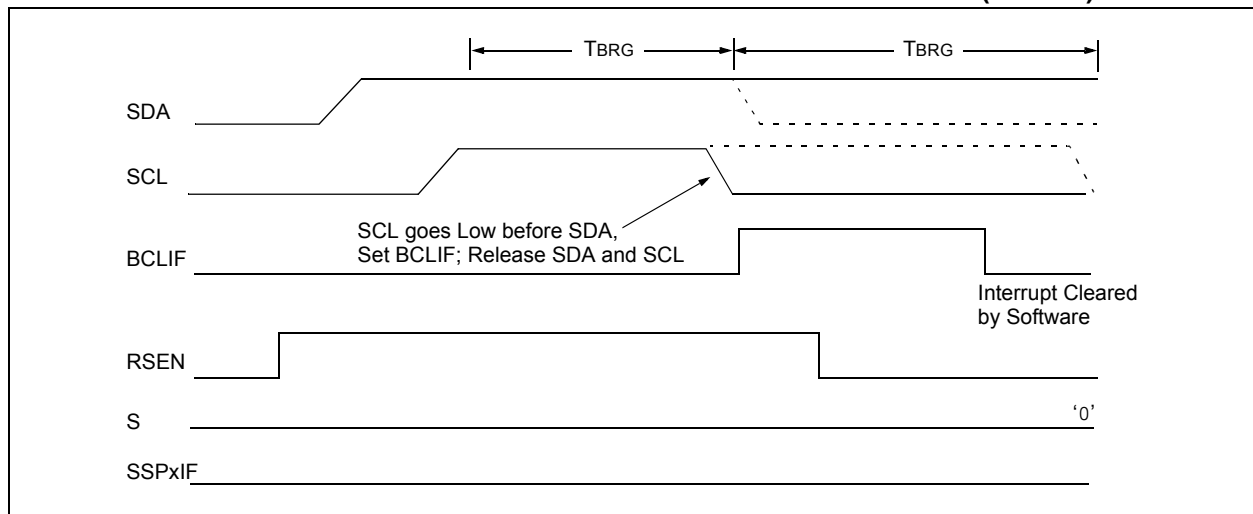 TBRG TBRG
SDA
SCL
SCL goes Low before SDA,
Set BCLIF; Release SDA and SCL
BCLIF
Interrupt Cleared
by Software
RSEN
S
‘0’
SSPxIF